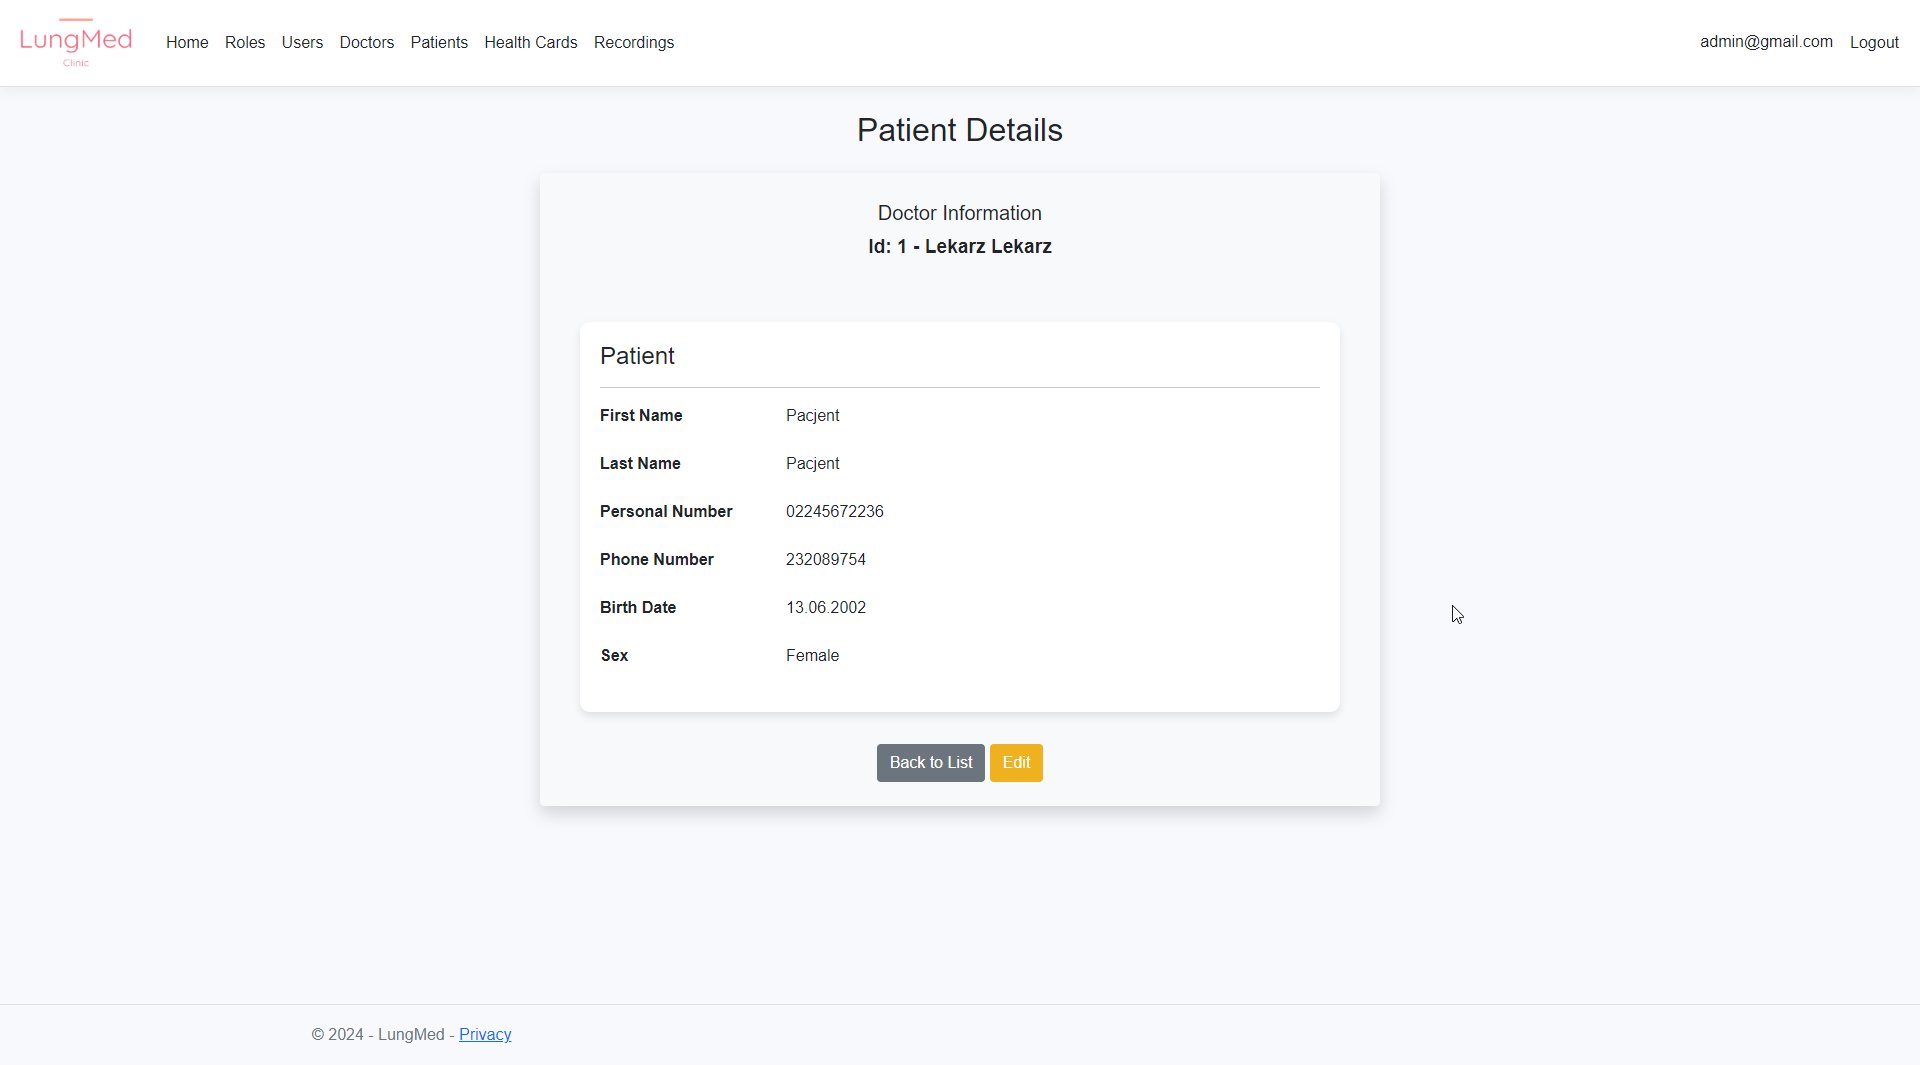 LungMed
Clinic
Home Roles Users Doctors Patients Health Cards Recordings
admin@gmail.com Logout
Patient Details
Doctor Information
Id: 1 - Lekarz Lekarz
Patient
First Name Pacjent
Last Name Pacjent
Personal Number 02245672236
Phone Number 232089754
Birth Date 13.06.2002
Sex Female
Back to List Edit
© 2024 - LungMed - Privacy